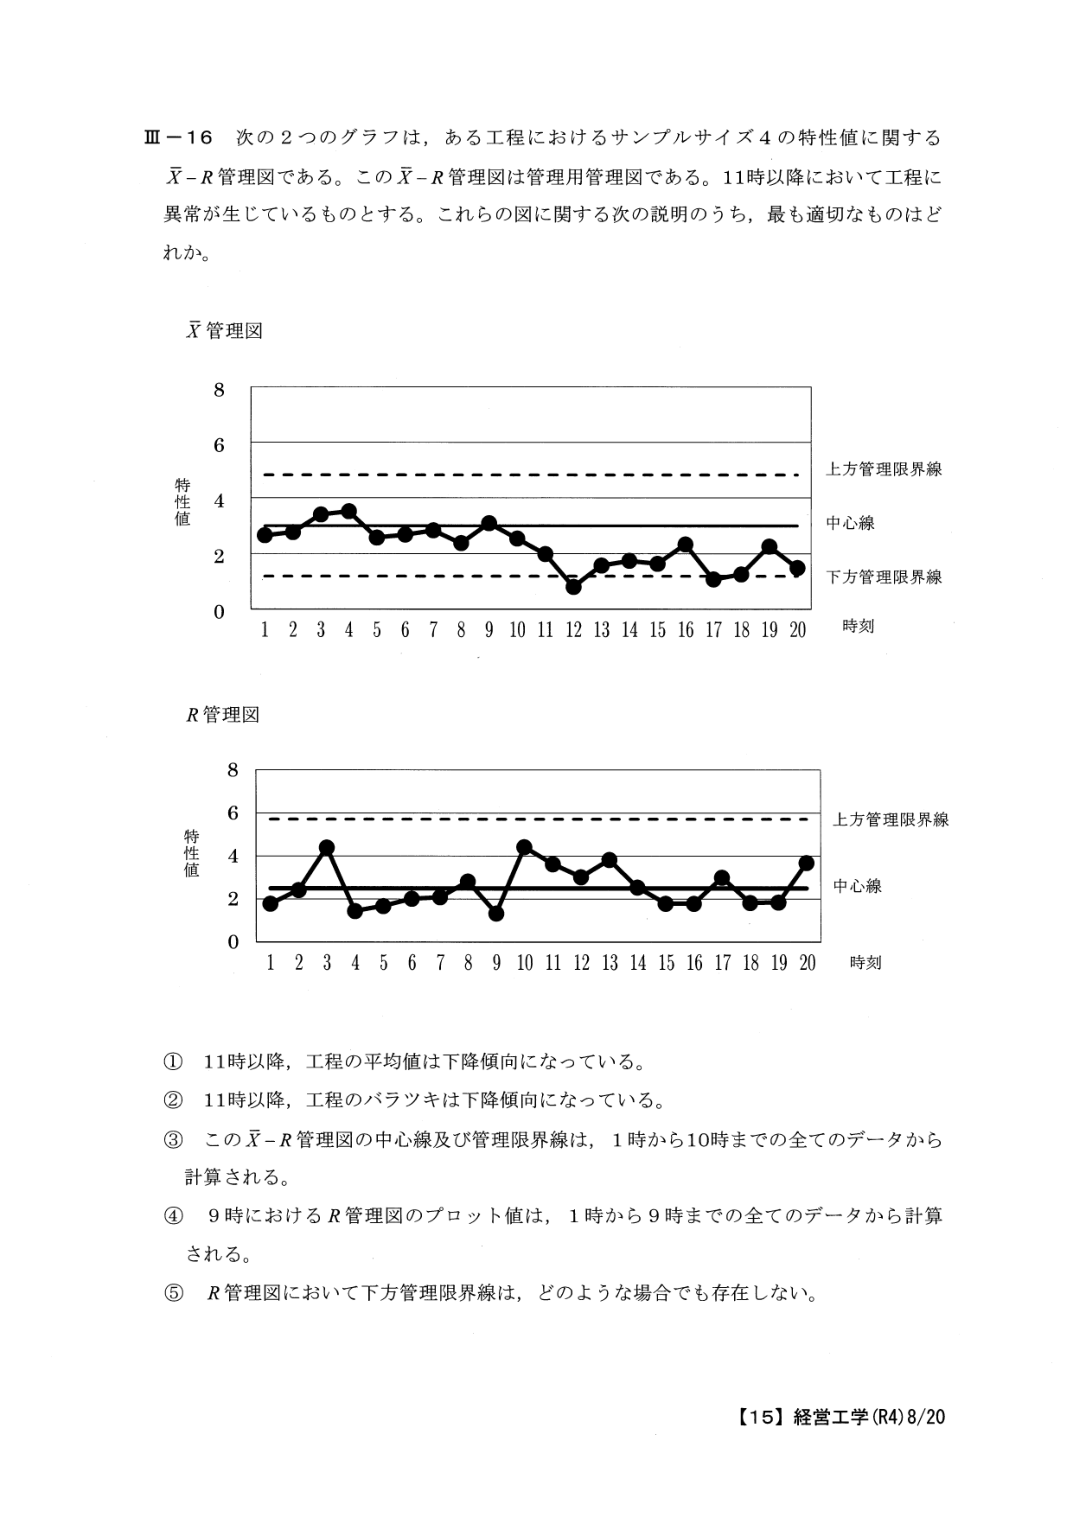 Ⅲ－16　次の２つのグラフは，ある工程におけるサンプルサイズ４の特性値に関する
X̄－R管理図である。このX̄－R管理図は管理用管理図である。11時以降において工程に
異常が生じているものとする。これらの図に関する次の説明のうち，最も適切なものはど
れか。
X̄ 管理図
8
6
4
2
0
特性値
上方管理限界線
中心線
下方管理限界線
1 2 3 4 5 6 7 8 9 10 11 12 13 14 15 16 17 18 19 20 時刻
R 管理図
8
6
4
2
0
特性値
上方管理限界線
中心線
1 2 3 4 5 6 7 8 9 10 11 12 13 14 15 16 17 18 19 20 時刻
①　11時以降，工程の平均値は下降傾向になっている。
②　11時以降，工程のバラツキは下降傾向になっている。
③　このX̄－R管理図の中心線及び管理限界線は，１時から10時までの全てのデータから
計算される。
④　９時におけるR管理図のプロット値は，１時から９時までの全てのデータから計算
される。
⑤　R管理図において下方管理限界線は，どのような場合でも存在しない。
【15】経営工学(R4)8/20